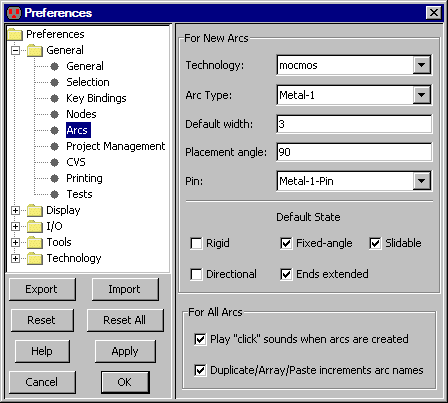 Preferences
Preferences
General
General
Selection
Key Bindings
Nodes
Arcs
Project Management
CVS
Printing
Tests
Display
I/O
Tools
Technology
Export
Import
Reset
Reset All
Help
Apply
Cancel
OK
For New Arcs
Technology: mocmos
Arc Type: Metal-1
Default width: 3
Placement angle: 90
Pin: Metal-1-Pin
Default State
Rigid Fixed-angle Slidable
Directional Ends extended
For All Arcs
Play "click" sounds when arcs are created
Duplicate/Array/Paste increments arc names